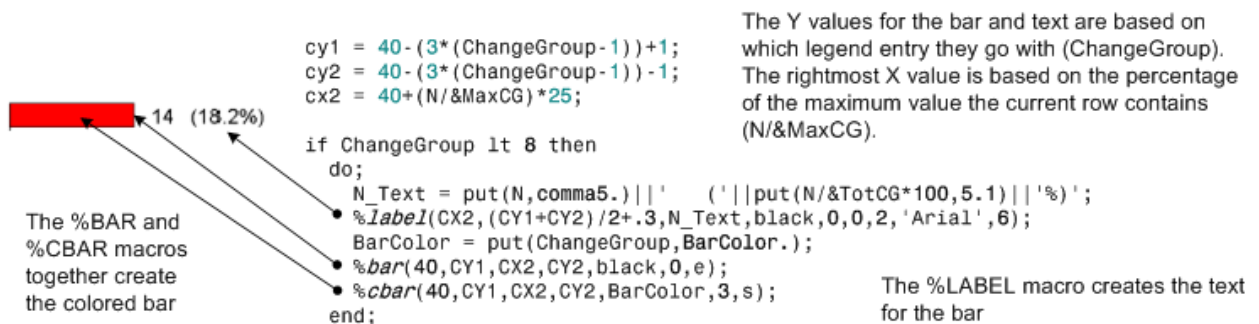 The Y values for the bar and text are based on
which legend entry they go with (ChangeGroup).
The rightmost X value is based on the percentage
of the maximum value the current row contains
(N/&MaxCG).
cy1 = 40-(3*(ChangeGroup-1))+1;
cy2 = 40-(3*(ChangeGroup-1))-1;
cx2 = 40+(N/&MaxCG)*25;
14 (18.2%)
if ChangeGroup lt 8 then
do;
N_Text = put(N,comma5.)||'   ('||put(N/&TotCG*100,5.1)||'%)';
%label(CX2,(CY1+CY2)/2+.3,N_Text,black,0,0,2,'Arial',6);
BarColor = put(ChangeGroup,BarColor.);
%bar(40,CY1,CX2,CY2,black,0,e);
%cbar(40,CY1,CX2,CY2,BarColor,3,s);
end;
The %BAR and
%CBAR macros
together create
the colored bar
The %LABEL macro creates the text
for the bar